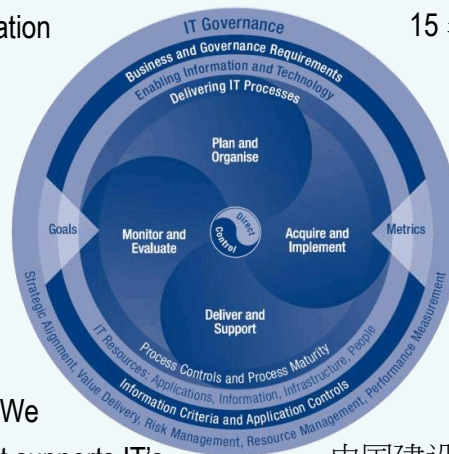 ation
15
IT Governance
Business and Governance Requirements
Enabling Information and Technology
Delivering IT Processes
Plan and
Organise
Goals
Monitor and
Evaluate
Direct
Control
Acquire and
Implement
Metrics
Deliver and
Support
Process Controls and Process Maturity
IT Resources: Applications, Information, Infrastructure, People
Information Criteria and Application Controls
Strategic Alignment, Value Delivery, Risk Management, Resource Management, Performance Measurement
We
t supports IT's
中国建设